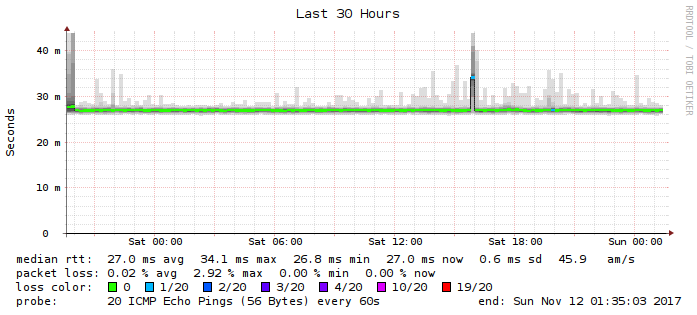 Last 30 Hours
RRDTOOL / TOBI OETIKER
Seconds
40 m
30 m
20 m
10 m
0
Sat 00:00 Sat 06:00 Sat 12:00 Sat 18:00 Sun 00:00
median rtt: 27.0 ms avg 34.1 ms max 26.8 ms min 27.0 ms now 0.6 ms sd 45.9 am/s
packet loss: 0.02 % avg 2.92 % max 0.00 % min 0.00 % now
loss color: 0 1/20 2/20 3/20 4/20 10/20 19/20
probe: 20 ICMP Echo Pings (56 Bytes) every 60s end: Sun Nov 12 01:35:03 2017